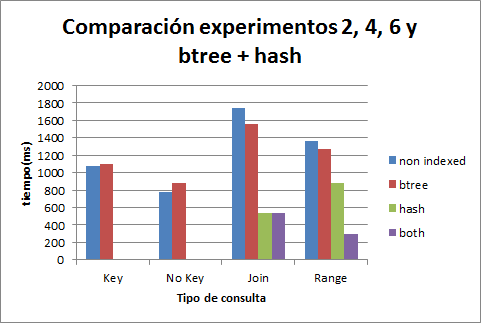 Comparación experimentos 2, 4, 6 y
btree + hash
2000
1800
1600
1400
1200
1000
800
600
400
200
0
tiempo(ms)
Key
No Key
Join
Range
Tipo de consulta
non indexed
btree
hash
both